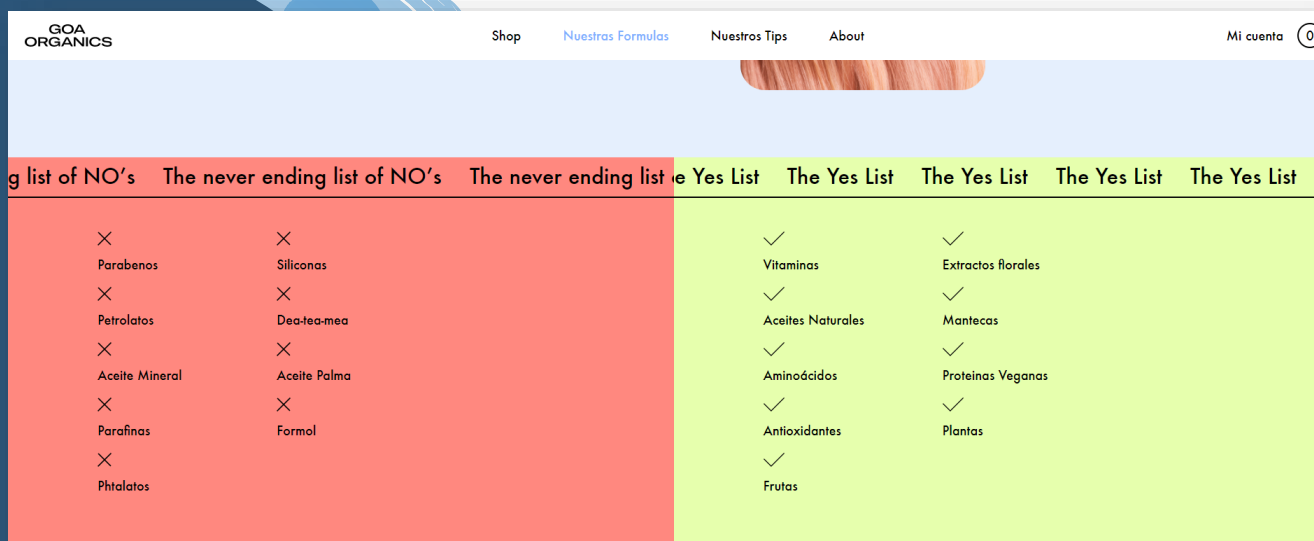 GOA
ORGANICS
Shop Nuestras Formulas Nuestros Tips About
Mi cuenta 0
g list of NO’s The never ending list of NO’s The never ending list
e Yes List The Yes List The Yes List The Yes List The Yes List
Parabenos Siliconas
Petrolatos Dea-tea-mea
Aceite Mineral Aceite Palma
Parafinas Formol
Phtalatos
Vitaminas Extractos florales
Aceites Naturales Mantecas
Aminoácidos Proteinas Veganas
Antioxidantes Plantas
Frutas